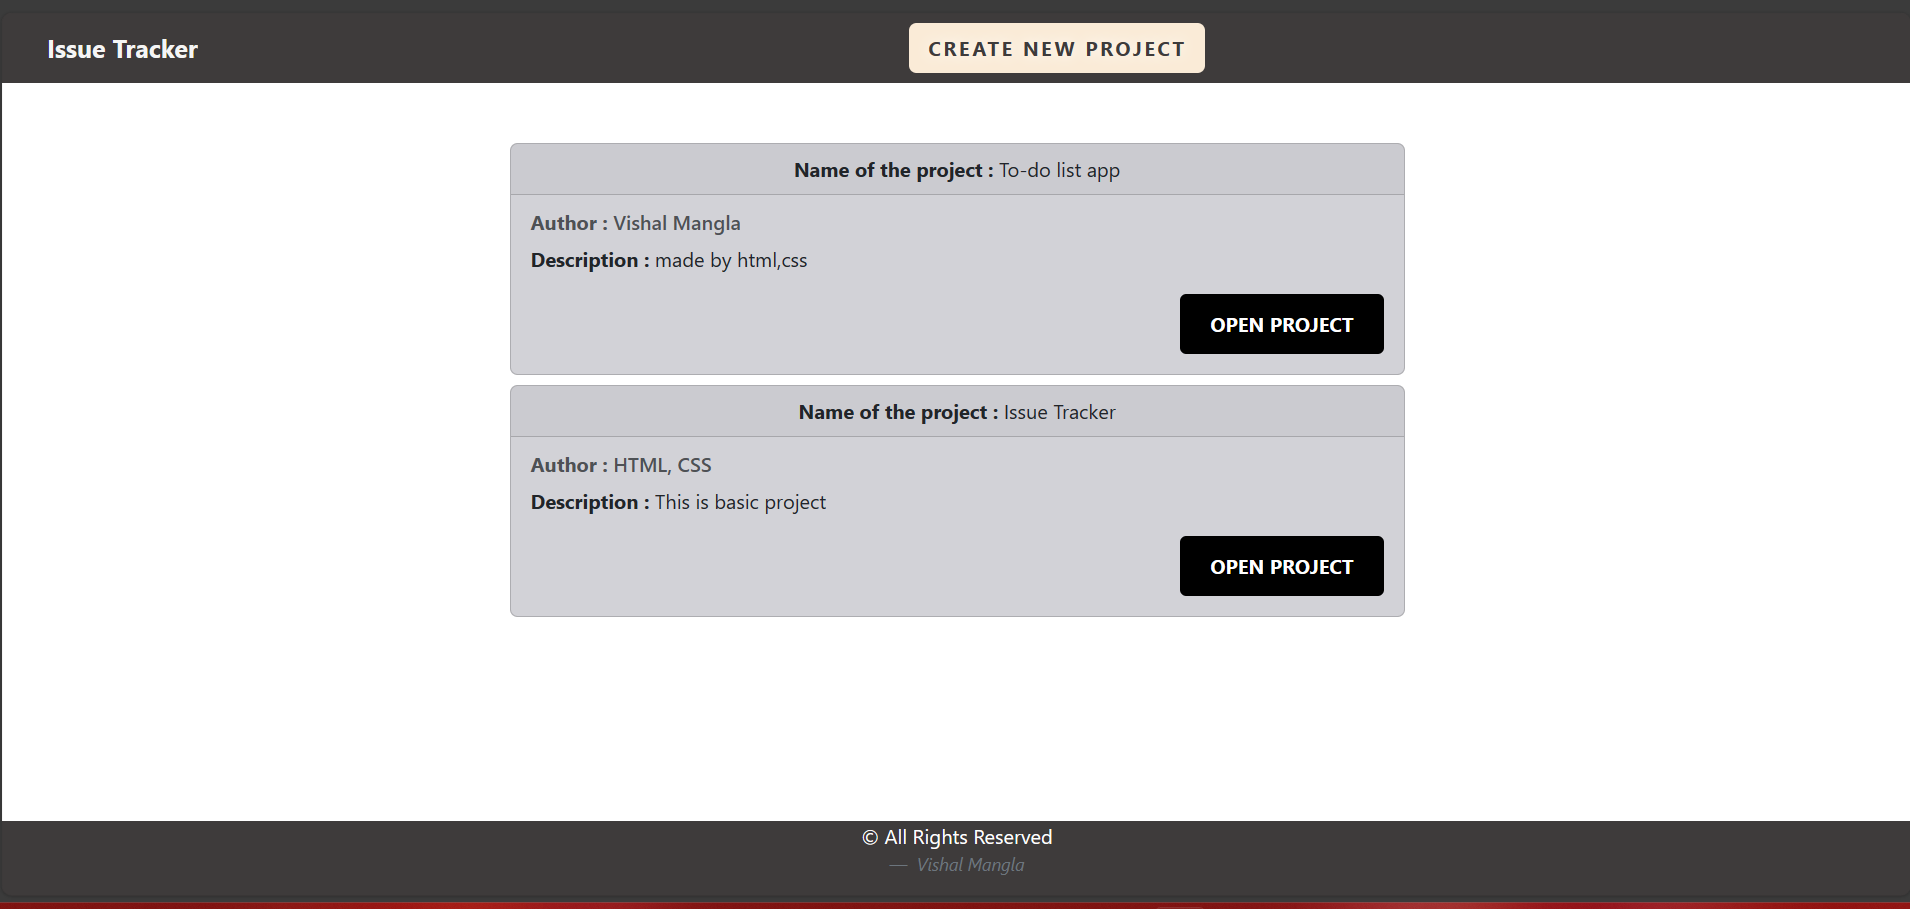 Issue Tracker
CREATE NEW PROJECT
Name of the project : To-do list app
Author : Vishal Mangla
Description : made by html,css
OPEN PROJECT
Name of the project : Issue Tracker
Author : HTML, CSS
Description : This is basic project
OPEN PROJECT
© All Rights Reserved
— Vishal Mangla